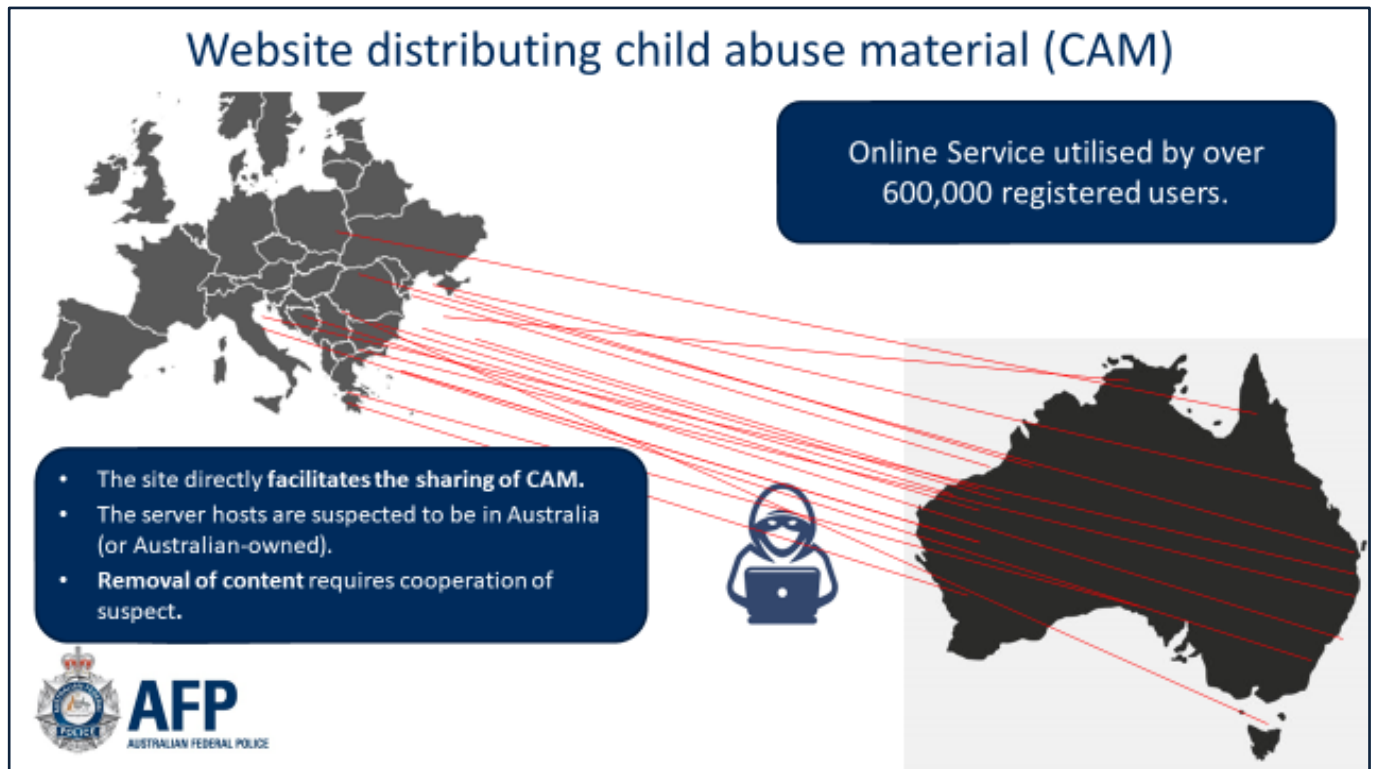 Website distributing child abuse material (CAM)
Online Service utilised by over
600,000 registered users.
• The site directly facilitates the sharing of CAM.
• The server hosts are suspected to be in Australia
(or Australian-owned).
• Removal of content requires cooperation of
suspect.
POLICE
AFP
AUSTRALIAN FEDERAL POLICE